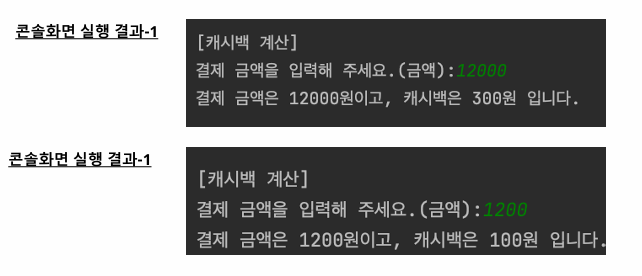 콘솔화면 실행 결과-1
[캐시백 계산]
결제 금액을 입력해 주세요.(금액):12000
결제 금액은 12000원이고, 캐시백은 300원 입니다.
콘솔화면 실행 결과-1
[캐시백 계산]
결제 금액을 입력해 주세요.(금액):1200
결제 금액은 1200원이고, 캐시백은 100원 입니다.